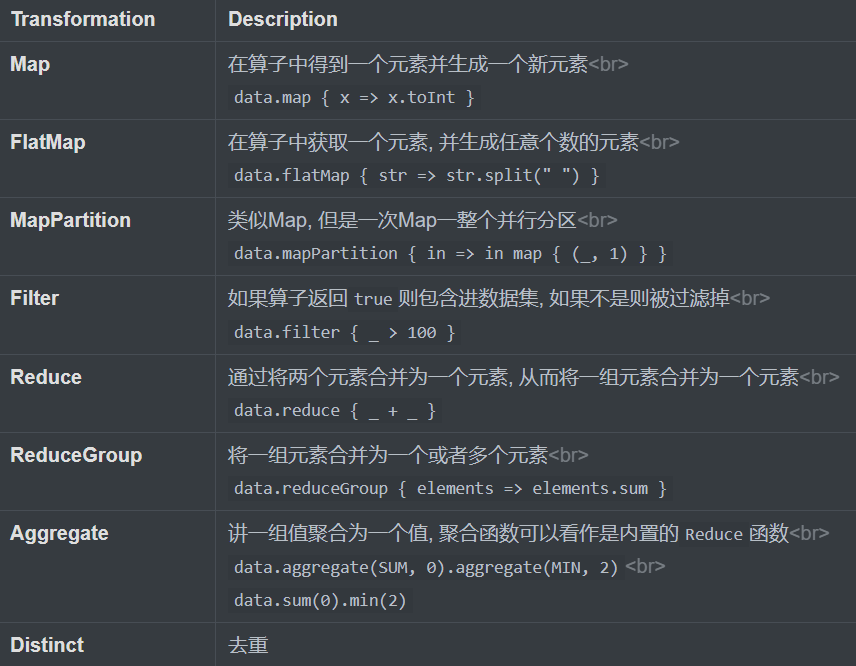 Transformation Description
Map 在算子中得到一个元素并生成一个新元素<br>
data.map { x => x.toInt }
FlatMap 在算子中获取一个元素, 并生成任意个数的元素<br>
data.flatMap { str => str.split(" ") }
MapPartition 类似Map, 但是一次Map一整个并行分区<br>
data.mapPartition { in => in map { (_, 1) } }
Filter 如果算子返回 true 则包含进数据集, 如果不是则被过滤掉<br>
data.filter { _ > 100 }
Reduce 通过将两个元素合并为一个元素, 从而将一组元素合并为一个元素<br>
data.reduce { _ + _ }
ReduceGroup 将一组元素合并为一个或者多个元素<br>
data.reduceGroup { elements => elements.sum }
Aggregate 讲一组值聚合为一个值, 聚合函数可以看作是内置的 Reduce 函数<br>
data.aggregate(SUM, 0).aggregate(MIN, 2) <br>
data.sum(0).min(2)
Distinct 去重